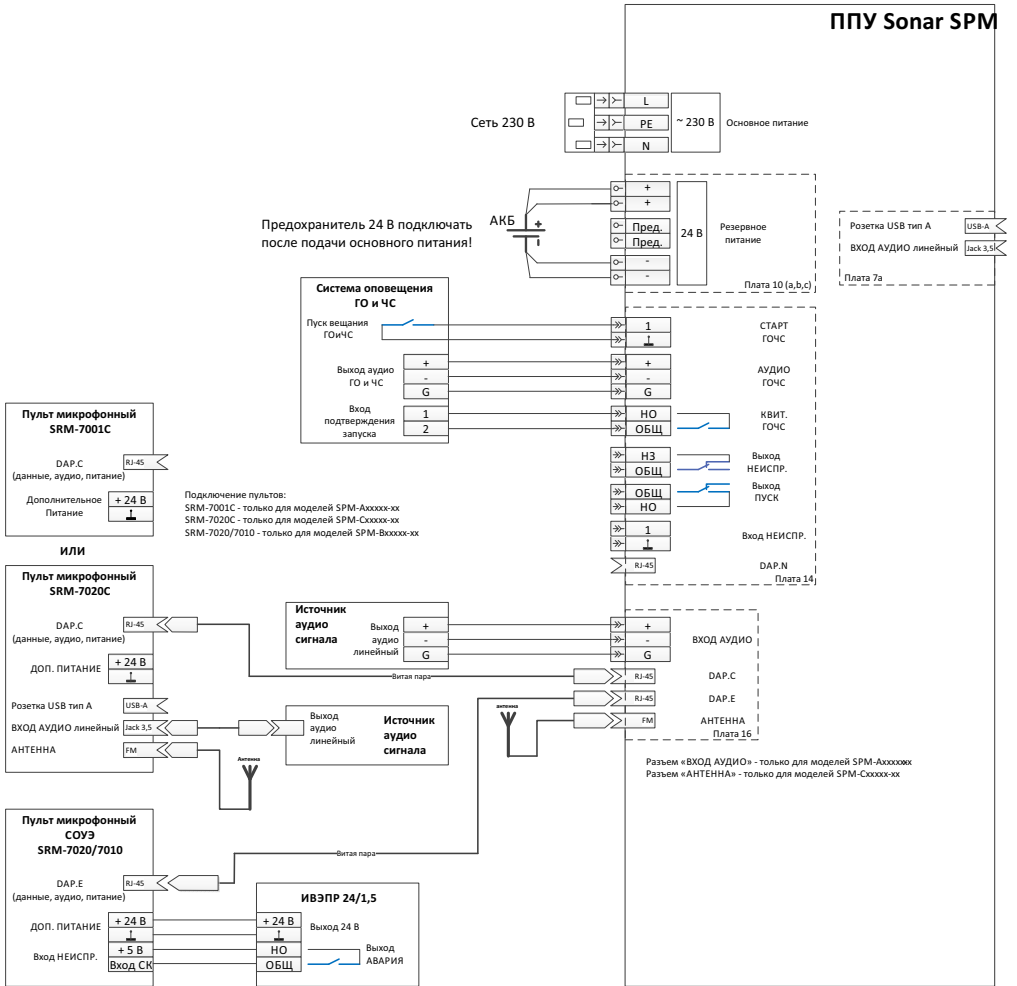 ППУ Sonar SPM
Сеть 230 В
L
PE
N
~ 230 В
Основное питание
Предохранитель 24 В подключать
после подачи основного питания!
АКБ
+
-
+
+
Пред.
Пред.
-
-
24 В
Резервное
питание
Плата 10 (a,b,c)
Розетка USB тип А
USB-A
ВХОД АУДИО линейный
Jack 3,5
Плата 7а
Система оповещения
ГО и ЧС
Пуск вещания
ГОиЧС
Выход аудио
ГО и ЧС
+
-
G
Вход
подтверждения
запуска
1
2
1
СТАРТ
ГОЧС
+
-
G
АУДИО
ГОЧС
НО
ОБЩ
КВИТ.
ГОЧС
НЗ
ОБЩ
Выход
НЕИСПР.
ОБЩ
НО
Выход
ПУСК
1
Вход НЕИСПР.
RJ-45
DAP.N
Плата 14
Пульт микрофонный
SRM-7001C
DAP.C
(данные, аудио, питание)
RJ-45
Дополнительное
Питание
+ 24 В
Подключение пультов:
SRM-7001C - только для моделей SPM-Axxxxx-xx
SRM-7020C - только для моделей SPM-Cxxxxx-xx
SRM-7020/7010 - только для моделей SPM-Bxxxxx-xx
ИЛИ
Пульт микрофонный
SRM-7020C
DAP.C
(данные, аудио, питание)
RJ-45
ДОП. ПИТАНИЕ
+ 24 В
Розетка USB тип А
USB-A
ВХОД АУДИО линейный
Jack 3,5
АНТЕННА
FM
Источник
аудио
сигнала
Выход
аудио
линейный
+
-
G
Витая пара
Выход
аудио
линейный
Источник
аудио
сигнала
Антенна
антенна
+
-
G
ВХОД АУДИО
RJ-45
DAP.C
RJ-45
DAP.E
FM
АНТЕННА
Плата 16
Разъем «ВХОД АУДИО» - только для моделей SPM-Axxxxx-xx
Разъем «АНТЕННА» - только для моделей SPM-Cxxxxx-xx
Пульт микрофонный
СОУЭ
SRM-7020/7010
DAP.E
(данные, аудио, питание)
RJ-45
Витая пара
ДОП. ПИТАНИЕ
+ 24 В
Вход НЕИСПР.
+ 5 В
Вход СК
ИВЭПР 24/1,5
+ 24 В
Выход 24 В
НО
ОБЩ
Выход
АВАРИЯ